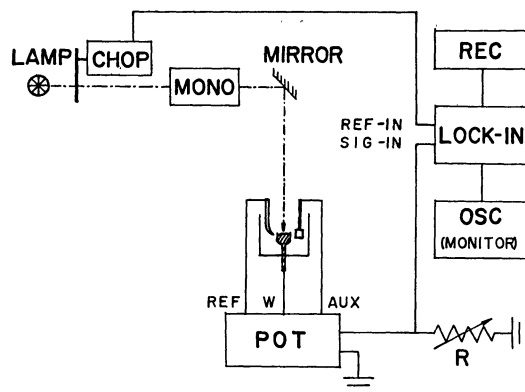 LAMP
CHOP
MIRROR
MONO
REC
REF-IN
SIG-IN
LOCK-IN
OSC
(MONITOR)
REF
W
AUX
POT
R